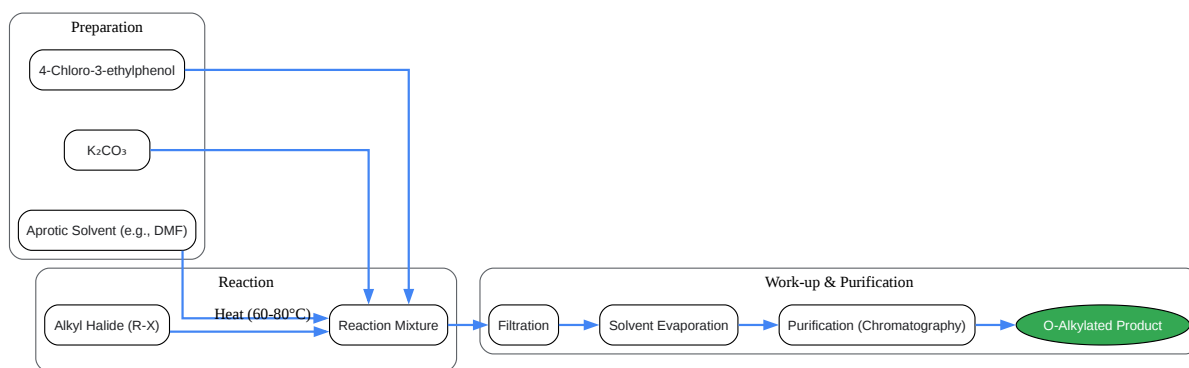 Preparation
4-Chloro-3-ethylphenol
K₂CO₃
Aprotic Solvent (e.g., DMF)
Reaction
Alkyl Halide (R-X)
Heat (60-80°C)
Reaction Mixture
Work-up & Purification
Filtration
Solvent Evaporation
Purification (Chromatography)
O-Alkylated Product